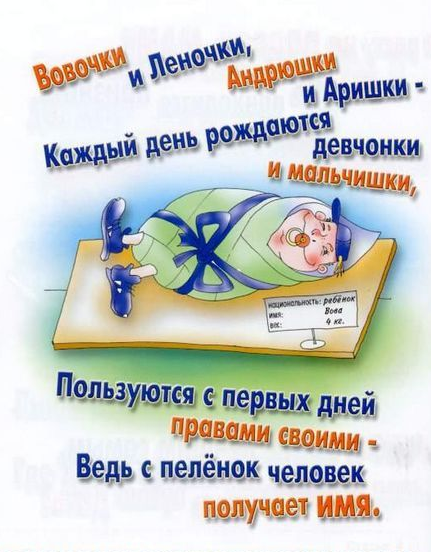 Вовочки
и Леночки,
Андрюшки
и Аришки -
Каждый день рождаются
девчонки
и мальчишки,
национальность: ребёнок
имя: Вова
вес: 4 кг.
Пользуются с первых дней
правами своими -
Ведь с пелёнок человек
получает имя.